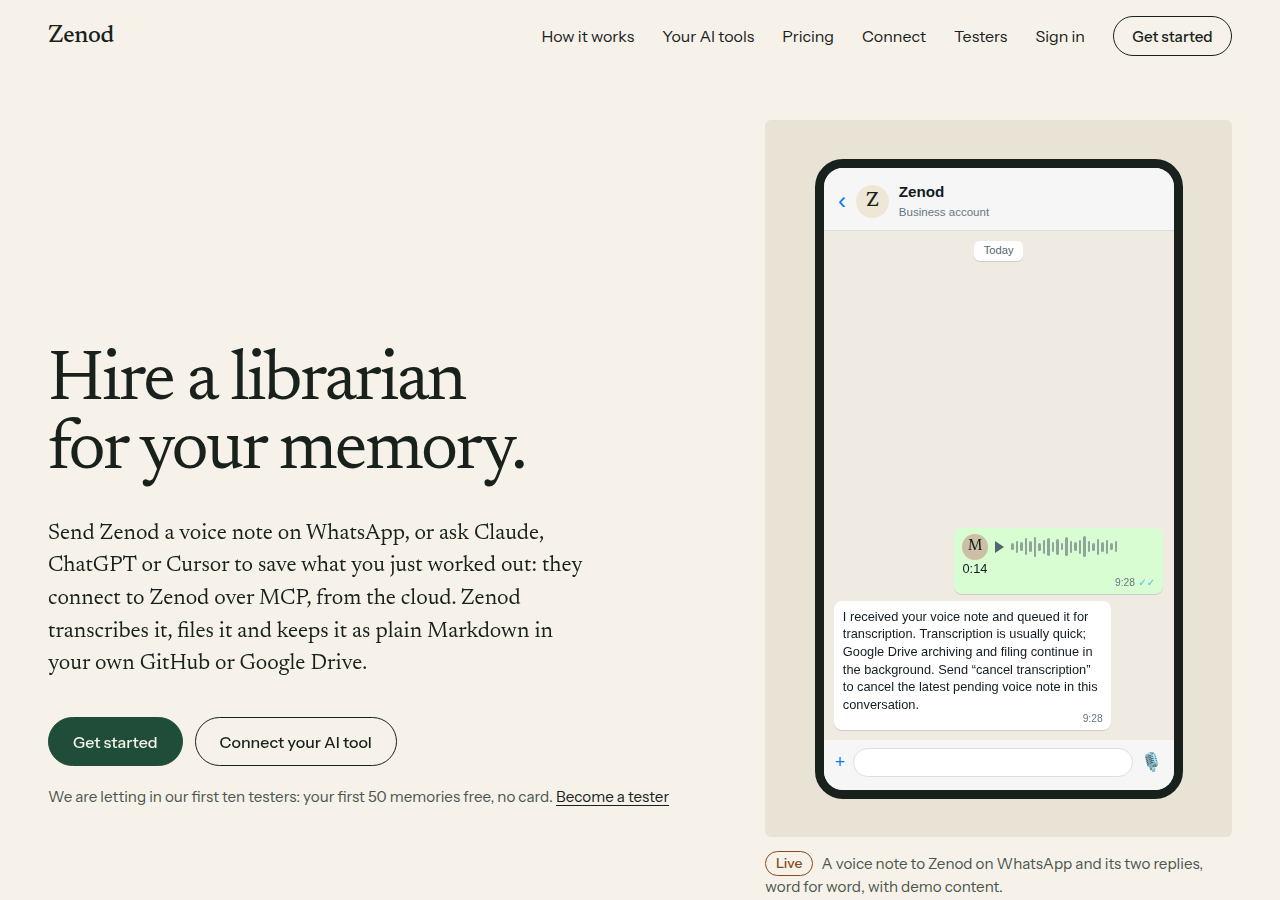 Zenod
How it works
Your AI tools
Pricing
Connect
Testers
Sign in
Get started
Hire a librarian
for your memory.
Send Zenod a voice note on WhatsApp, or ask Claude,
ChatGPT or Cursor to save what you just worked out: they
connect to Zenod over MCP, from the cloud. Zenod
transcribes it, files it and keeps it as plain Markdown in
your own GitHub or Google Drive.
Get started
Connect your AI tool
We are letting in our first ten testers: your first 50 memories free, no card. Become a tester
Z
Zenod
Business account
Today
M
0:14
9:28 ✓✓
I received your voice note and queued it for
transcription. Transcription is usually quick;
Google Drive archiving and filing continue in
the background. Send “cancel transcription”
to cancel the latest pending voice note in this
conversation.
9:28
+
Live A voice note to Zenod on WhatsApp and its two replies,
word for word, with demo content.